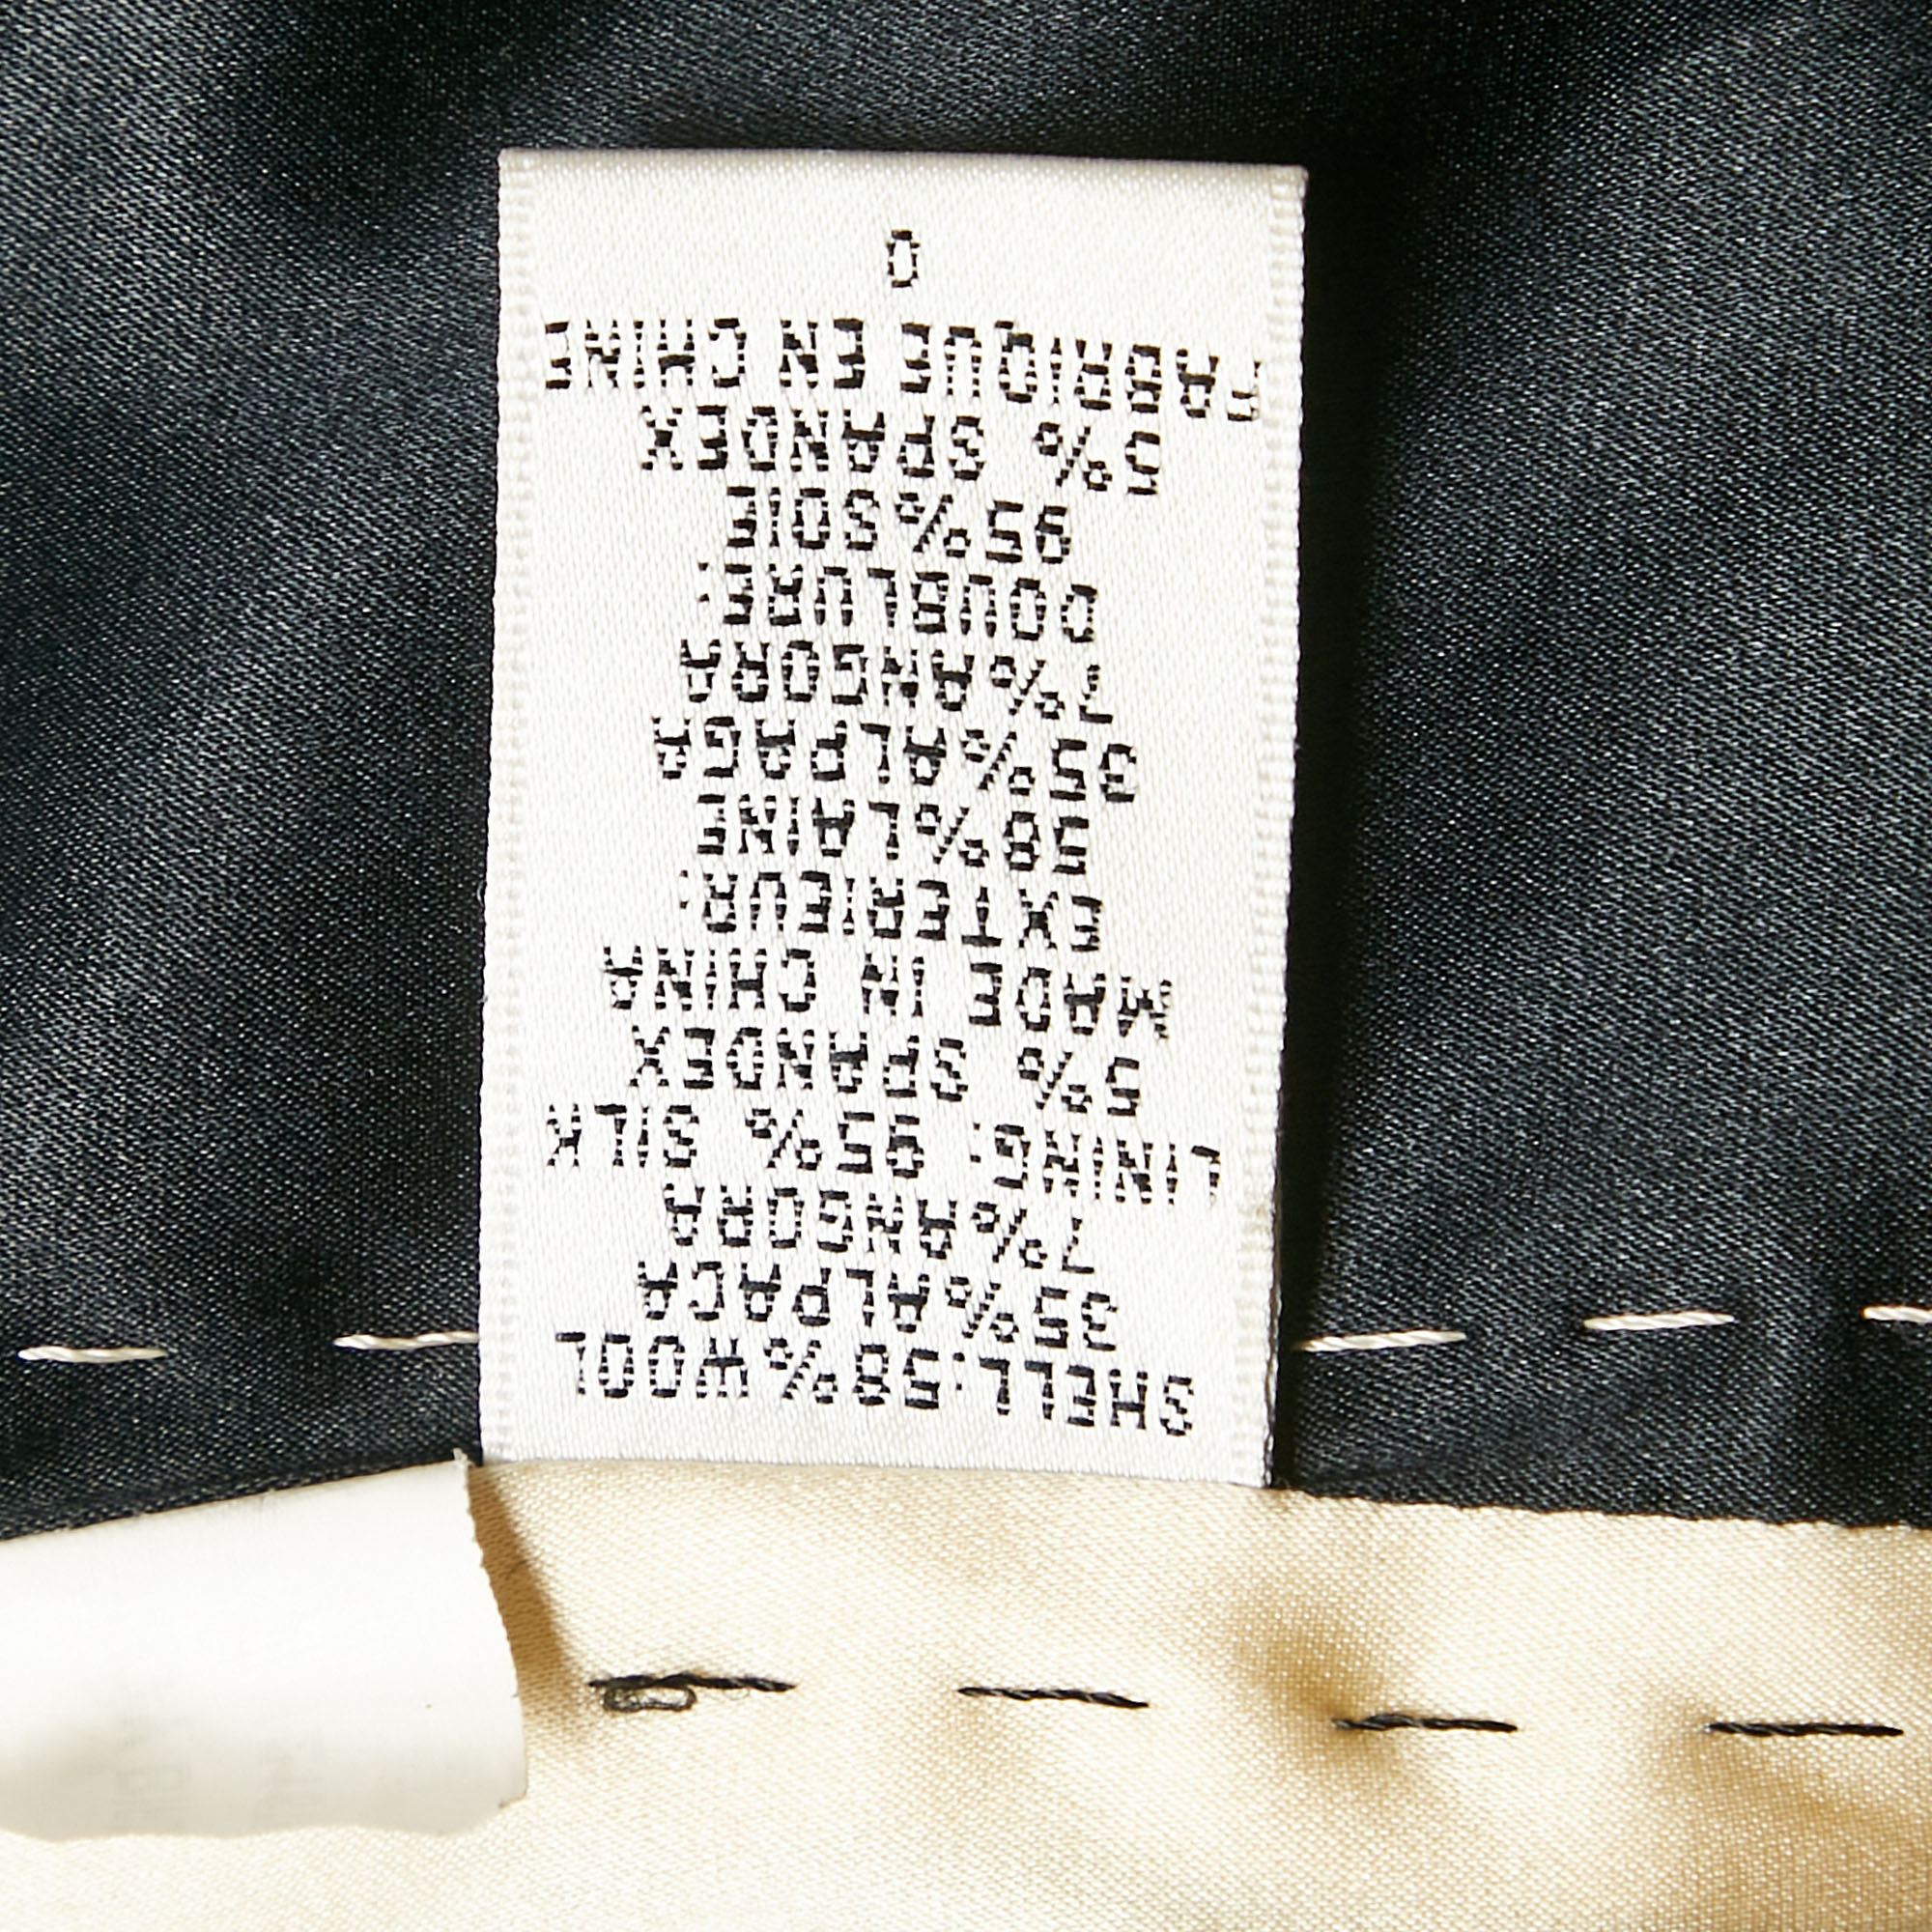 SHELL:58%WOOL
35%ALPACA
7%ANGORA
LINING: 95% SILK
5% SPANDEX
MADE IN CHINA
EXTERIEUR:
58%LAINE
35%ALPAGA
7%ANGORA
DOUBLURE:
95%SOIE
5% SPANDEX
FABRIQUE EN CHINE
0